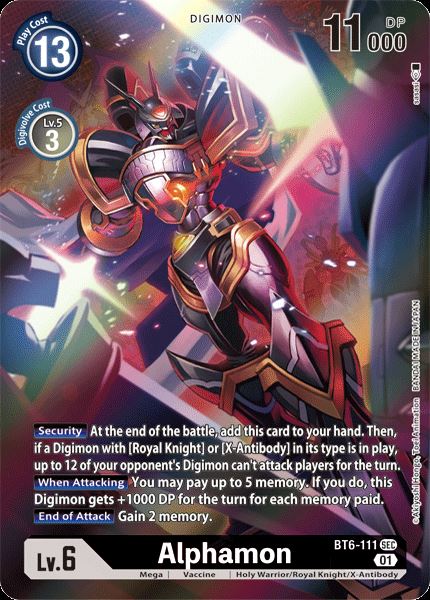 DIGIMON
Play Cost
13
11000
DP
Digivolve Cost
Lv.5
3
sasasi
©Akiyoshi Hongo, Toei Animation BANDAI MADE IN JAPAN
Security At the end of the battle, add this card to your hand. Then,
if a Digimon with [Royal Knight] or [X-Antibody] in its type is in play,
up to 12 of your opponent's Digimon can't attack players for the turn.
When Attacking You may pay up to 5 memory. If you do, this
Digimon gets +1000 DP for the turn for each memory paid.
End of Attack Gain 2 memory.
Lv.6
Alphamon
BT6-111 SEC
01
Mega Vaccine Holy Warrior/Royal Knight/X-Antibody